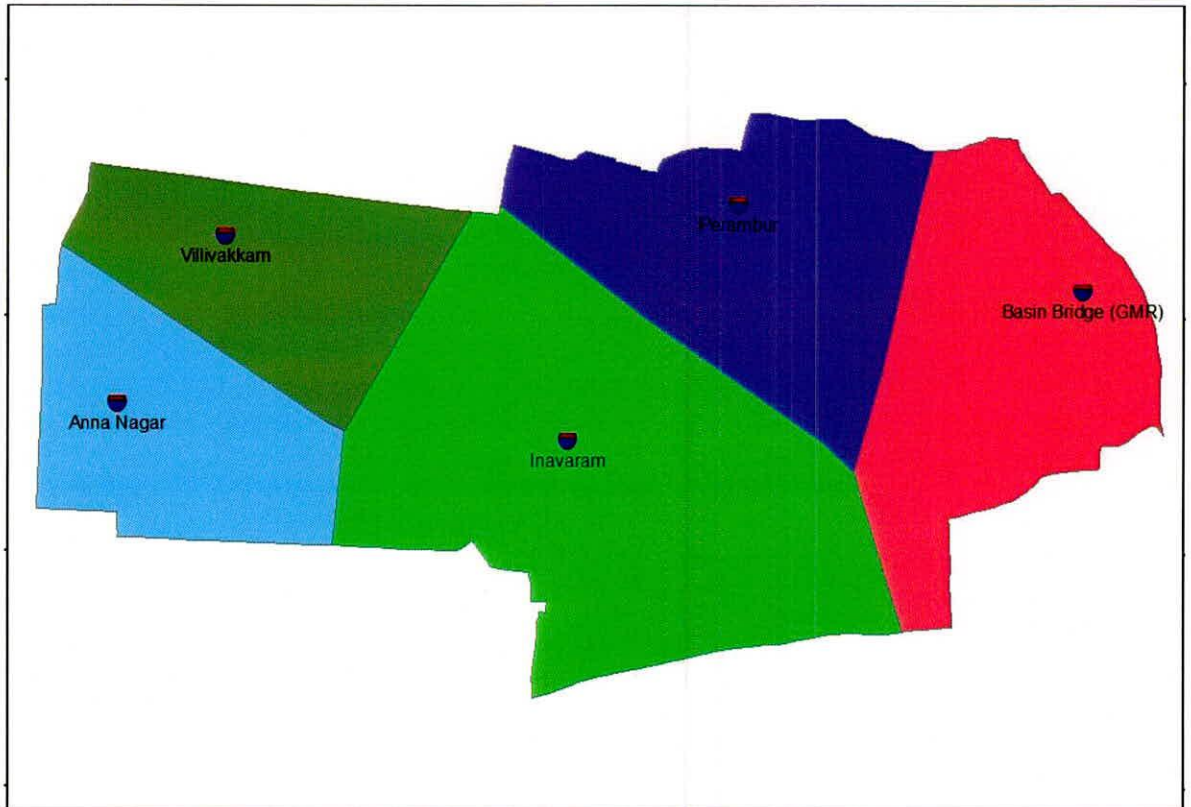 Perambur
Villivakkam
Basin Bridge (GMR)
Anna Nagar
Inavaram